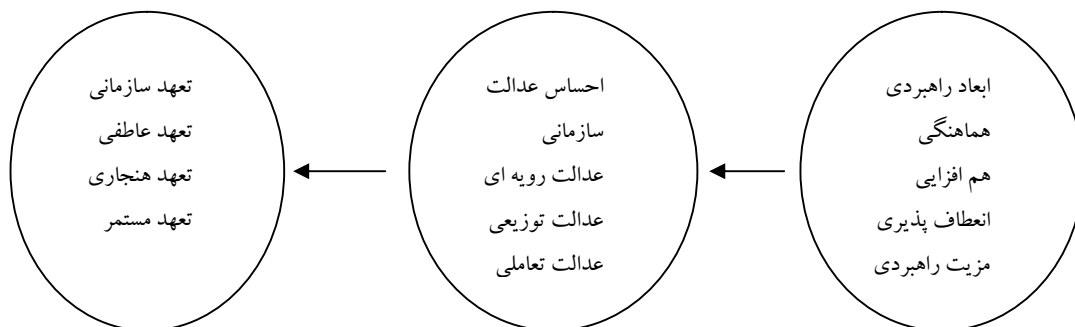 ابعاد راهبردی
هماهنگی
هم افزایی
انعطاف پذیری
مزیت راهبردی
احساس عدالت
سازمانی
عدالت رویه ای
عدالت توزیعی
عدالت تعاملی
تعهد سازمانی
تعهد عاطفی
تعهد هنجاری
تعهد مستمر